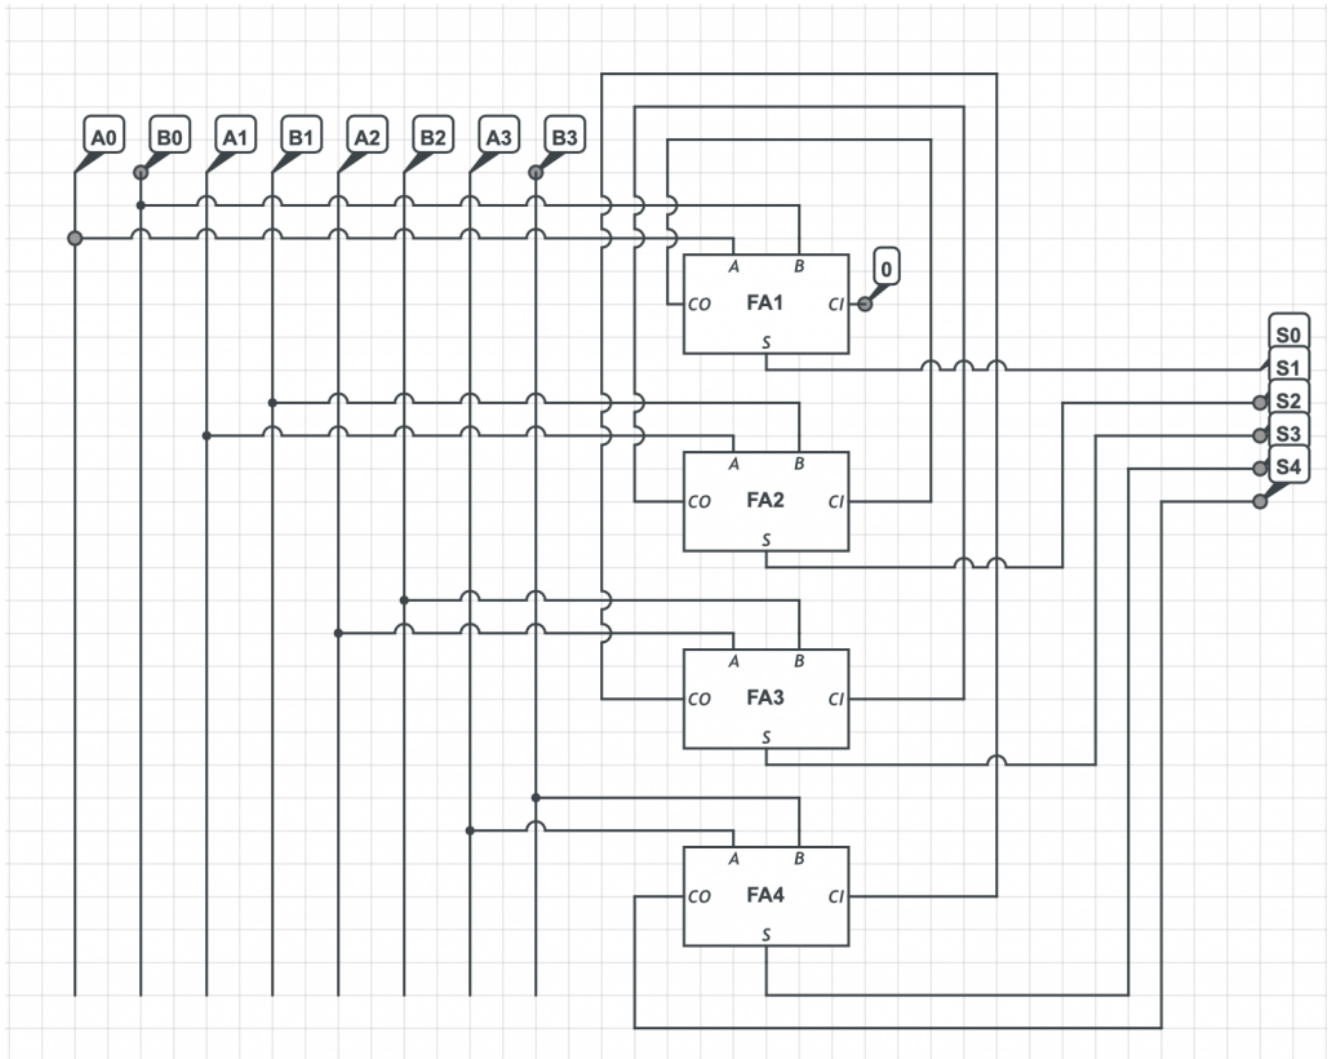 A0 B0 A1 B1 A2 B2 A3 B3
A B
CO FA1 CI
S
0
S0
S1
S2
S3
S4
A B
CO FA2 CI
S
A B
CO FA3 CI
S
A B
CO FA4 CI
S